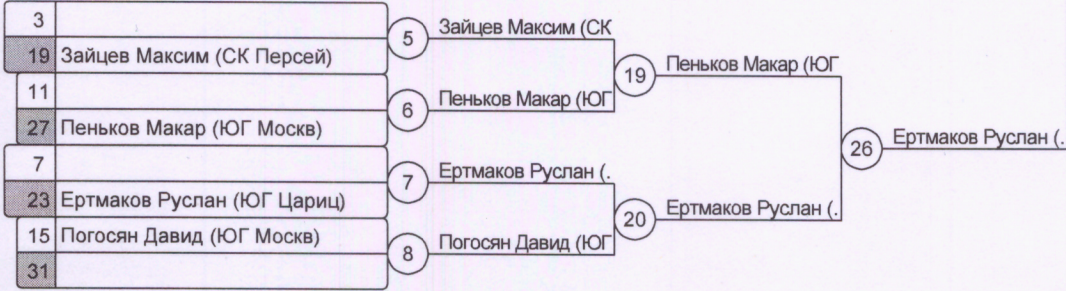 3
19 Зайцев Максим (СК Персей)
5
Зайцев Максим (СК
11
27 Пеньков Макар (ЮГ Москв)
6
Пеньков Макар (ЮГ
19
Пеньков Макар (ЮГ
7
23 Ертмаков Руслан (ЮГ Цариц)
7
Ертмаков Руслан (.
15 Погосян Давид (ЮГ Москв)
31
8
Погосян Давид (ЮГ
20
Ертмаков Руслан (.
26
Ертмаков Руслан (.